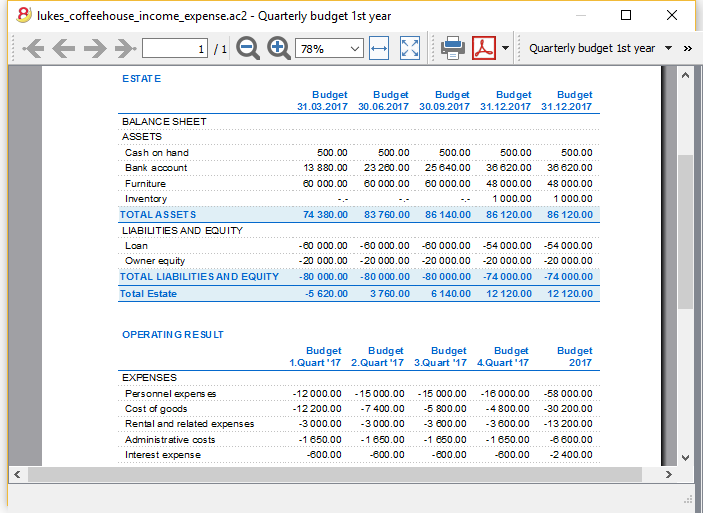 lukes_coffeehouse_income_expense.ac2 - Quarterly budget 1st year
1 / 1 78% Quarterly budget 1st year »
ESTATE
Budget Budget Budget Budget Budget
31.03.2017 30.06.2017 30.09.2017 31.12.2017 31.12.2017
BALANCE SHEET
ASSETS
Cash on hand 500.00 500.00 500.00 500.00 500.00
Bank account 13 880.00 23 260.00 25 640.00 36 620.00 36 620.00
Furniture 60 000.00 60 000.00 60 000.00 48 000.00 48 000.00
Inventory -.- -.- -.- 1 000.00 1 000.00
TOTAL ASSETS 74 380.00 83 760.00 86 140.00 86 120.00 86 120.00
LIABILITIES AND EQUITY
Loan -60 000.00 -60 000.00 -60 000.00 -54 000.00 -54 000.00
Owner equity -20 000.00 -20 000.00 -20 000.00 -20 000.00 -20 000.00
TOTAL LIABILITIES AND EQUITY -80 000.00 -80 000.00 -80 000.00 -74 000.00 -74 000.00
Total Estate -5 620.00 3 760.00 6 140.00 12 120.00 12 120.00
OPERATING RESULT
Budget Budget Budget Budget Budget
1.Quart '17 2.Quart '17 3.Quart '17 4.Quart '17 2017
EXPENSES
Personnel expenses -12 000.00 -15 000.00 -15 000.00 -16 000.00 -58 000.00
Cost of goods -12 200.00 -7 400.00 -5 800.00 -4 800.00 -30 200.00
Rental and related expenses -3 000.00 -3 000.00 -3 600.00 -3 600.00 -13 200.00
Administrative costs -1 650.00 -1 650.00 -1 650.00 -1 650.00 -6 600.00
Interest expense -600.00 -600.00 -600.00 -600.00 -2 400.00